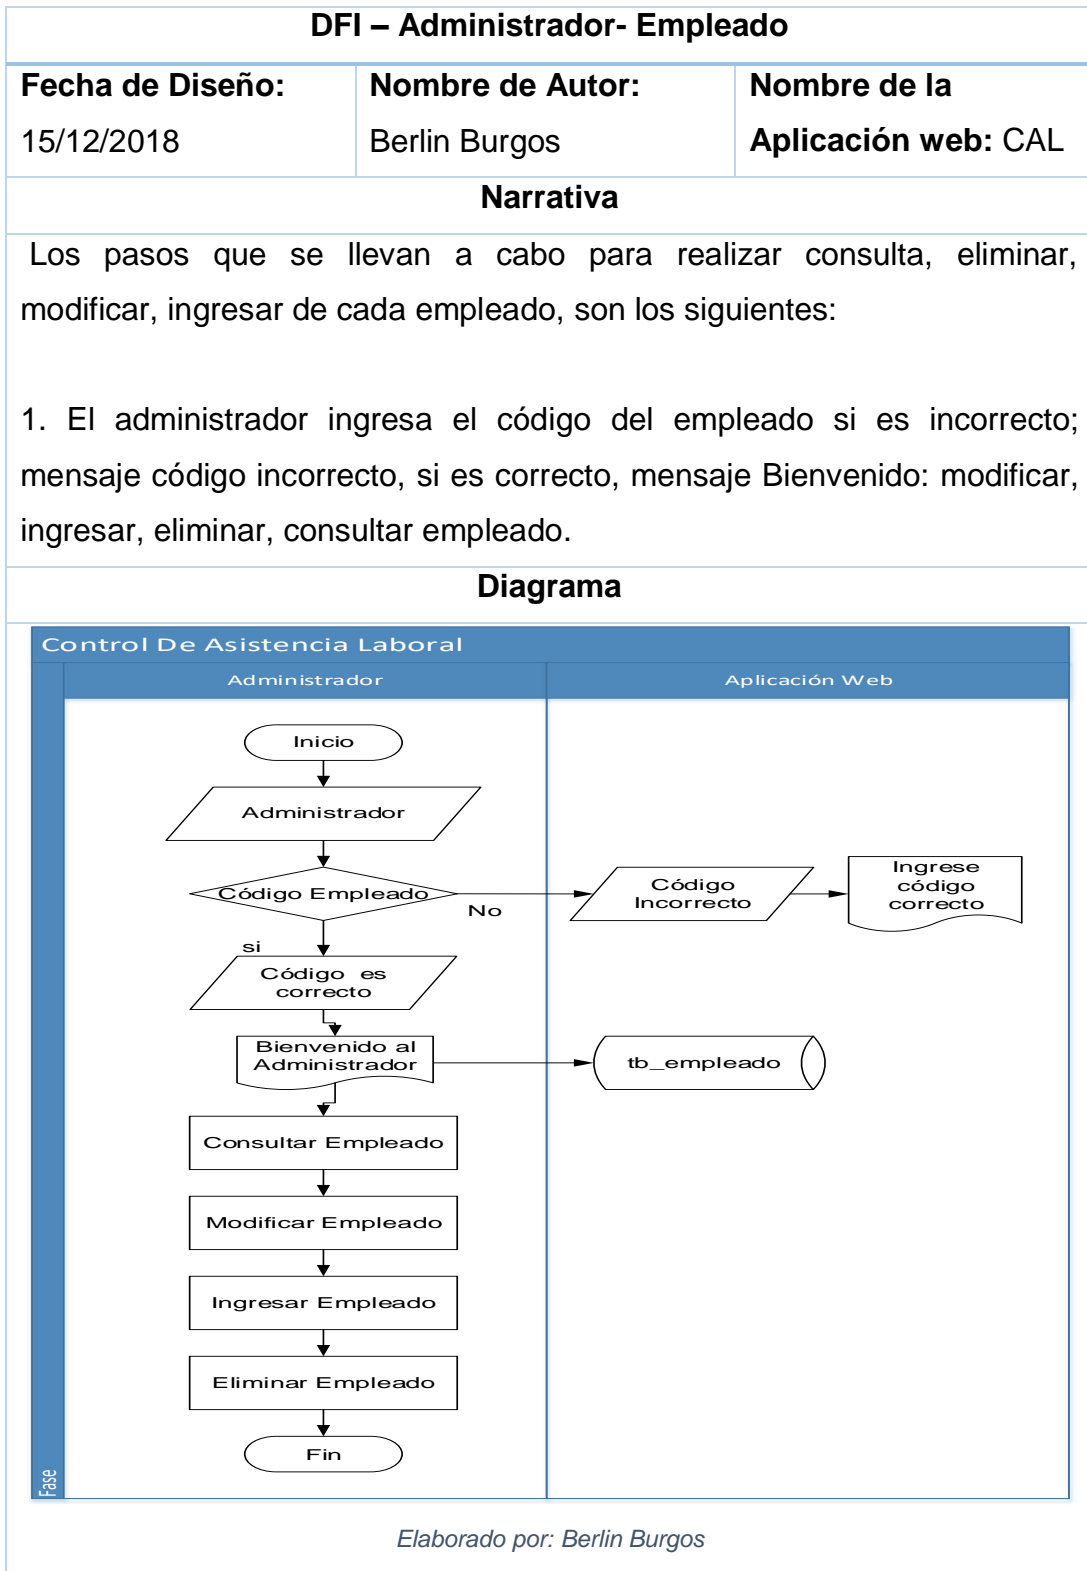 DFI – Administrador- Empleado
Fecha de Diseño:
15/12/2018
Nombre de Autor:
Berlin Burgos
Nombre de la
Aplicación web: CAL
Narrativa
Los pasos que se llevan a cabo para realizar consulta, eliminar,
modificar, ingresar de cada empleado, son los siguientes:
1. El administrador ingresa el código del empleado si es incorrecto;
mensaje código incorrecto, si es correcto, mensaje Bienvenido: modificar,
ingresar, eliminar, consultar empleado.
Diagrama
Control De Asistencia Laboral
Administrador
Aplicación Web
Inicio
Administrador
Código Empleado
No
Código
Incorrecto
Ingrese
código
correcto
si
Código es
correcto
Bienvenido al
Administrador
tb_empleado
Consultar Empleado
Modificar Empleado
Ingresar Empleado
Eliminar Empleado
Fin
Fase
Elaborado por: Berlin Burgos